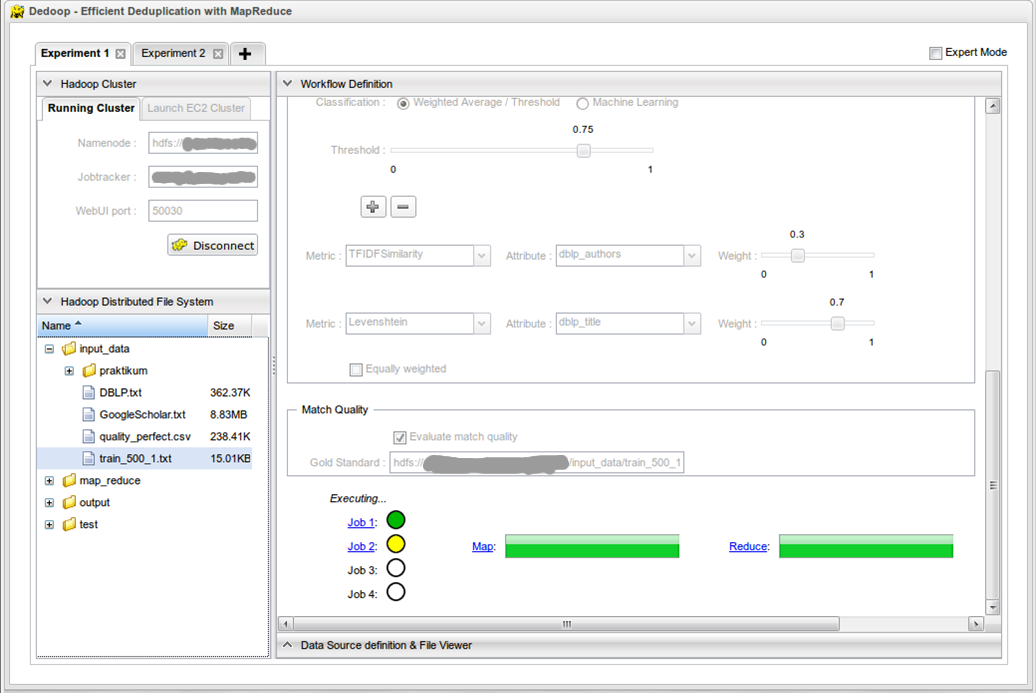 Dedoop - Efficient Deduplication with MapReduce
Experiment 1
Experiment 2
Expert Mode
Hadoop Cluster
Running Cluster
Launch EC2 Cluster
Namenode :
hdfs://
Jobtracker :
WebUI port :
50030
Disconnect
Hadoop Distributed File System
Name
Size
input_data
praktikum
DBLP.txt
362.37K
GoogleScholar.txt
8.83MB
quality_perfect.csv
238.41K
train_500_1.txt
15.01KB
map_reduce
output
test
Workflow Definition
Classification :
Weighted Average / Threshold
Machine Learning
0.75
Threshold :
0
1
0.3
Metric :
TFIDFSimilarity
Attribute :
dblp_authors
Weight :
0
1
0.7
Metric :
Levenshtein
Attribute :
dblp_title
Weight :
0
1
Equally weighted
Match Quality
Evaluate match quality
Gold Standard :
hdfs://
/input_data/train_500_1
Executing...
Job 1:
Job 2:
Map:
Reduce:
Job 3:
Job 4:
Data Source definition & File Viewer